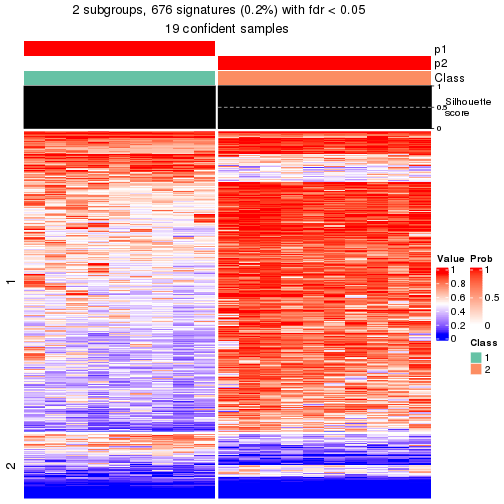 2 subgroups, 676 signatures (0.2%) with fdr < 0.05
19 confident samples
p1
p2
Class
1
0.5
0
Silhouette
score
1
2
Value
1
0.8
0.6
0.4
0.2
0
Prob
1
0.5
0
Class
1
2